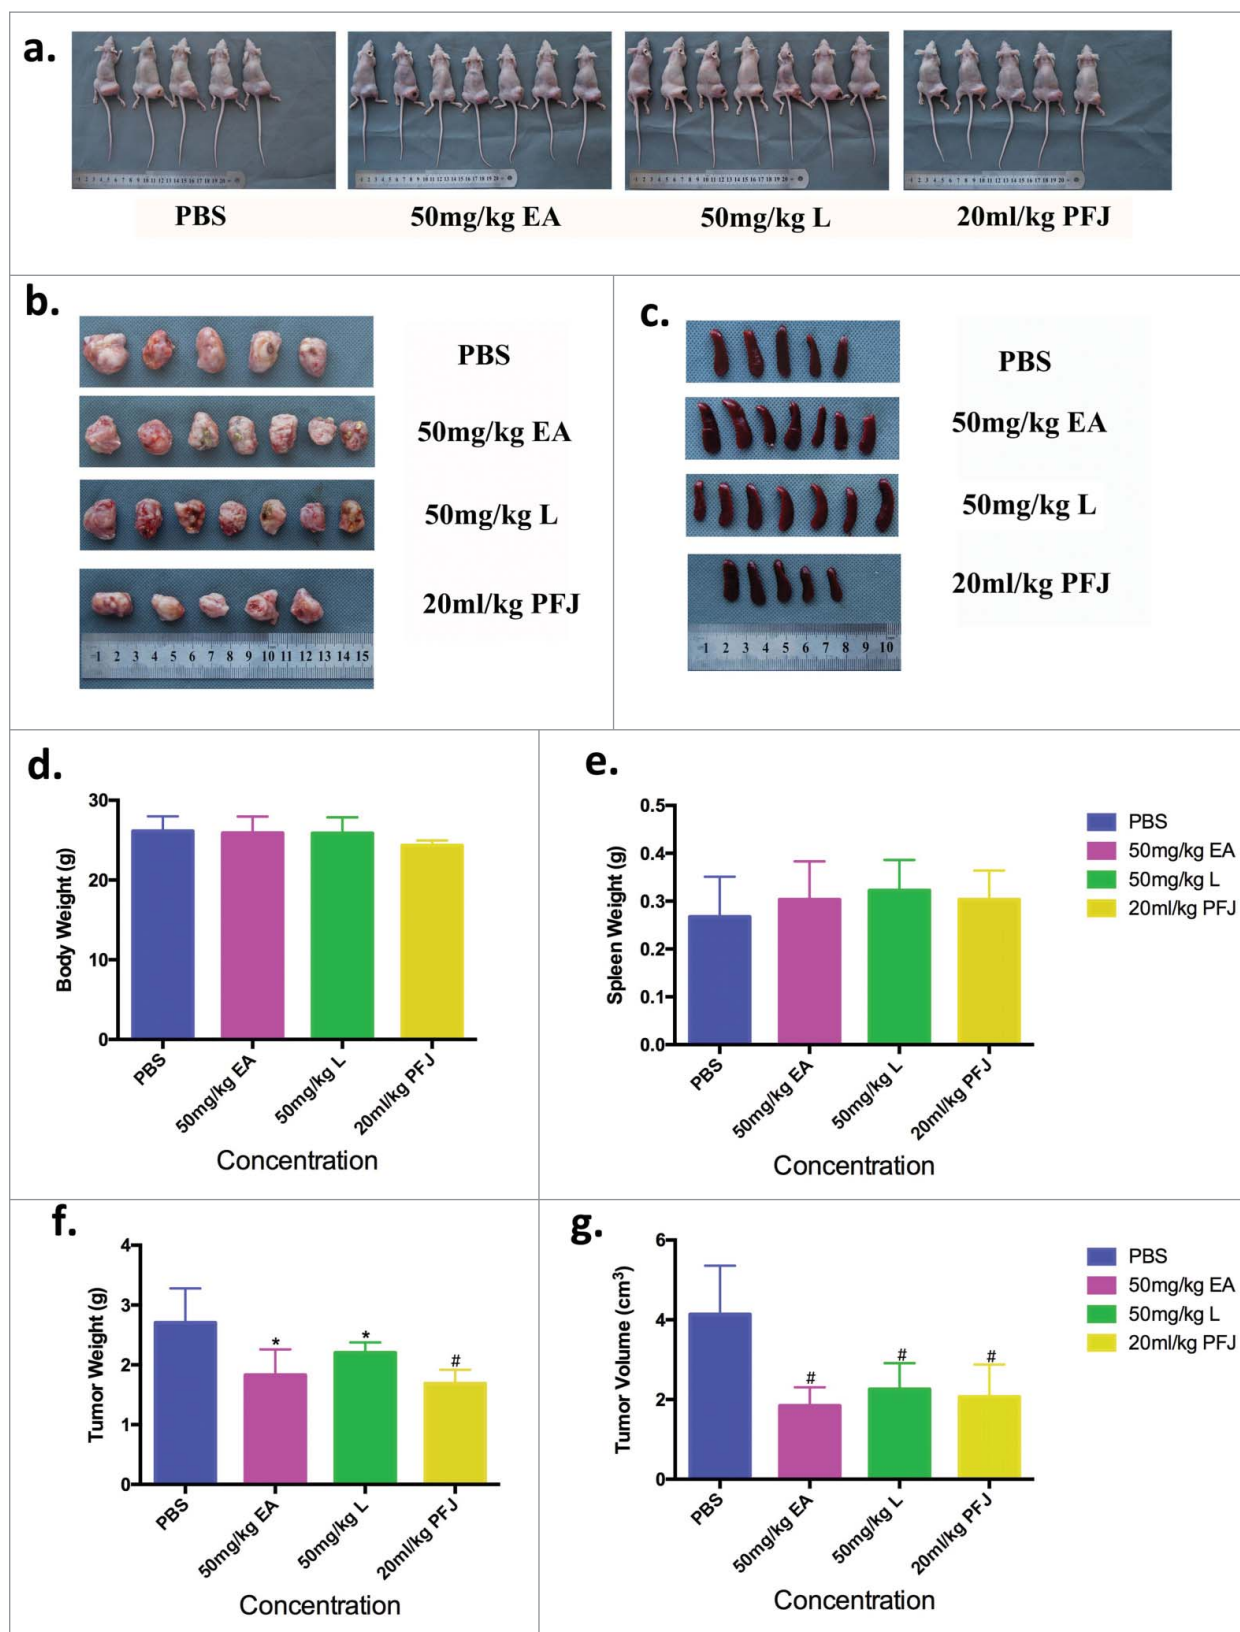 a.
PBS
50mg/kg EA
50mg/kg L
20ml/kg PFJ
b.
PBS
50mg/kg EA
50mg/kg L
20ml/kg PFJ
1 2 3 4 5 6 7 8 9 10 11 12 13 14 15
c.
PBS
50mg/kg EA
50mg/kg L
20ml/kg PFJ
1 2 3 4 5 6 7 8 9 10
d.
30
20
10
0
Body Weight (g)
PBS
50mg/kg EA
50mg/kg L
20ml/kg PFJ
Concentration
e.
0.5
0.4
0.3
0.2
0.1
0.0
Spleen Weight (g)
PBS
50mg/kg EA
50mg/kg L
20ml/kg PFJ
Concentration
PBS
50mg/kg EA
50mg/kg L
20ml/kg PFJ
f.
4
3
2
1
0
Tumor Weight (g)
*
*
#
PBS
50mg/kg EA
50mg/kg L
20ml/kg PFJ
Concentration
g.
6
4
2
0
Tumor Volume (cm³)
#
#
#
PBS
50mg/kg EA
50mg/kg L
20ml/kg PFJ
Concentration
PBS
50mg/kg EA
50mg/kg L
20ml/kg PFJ